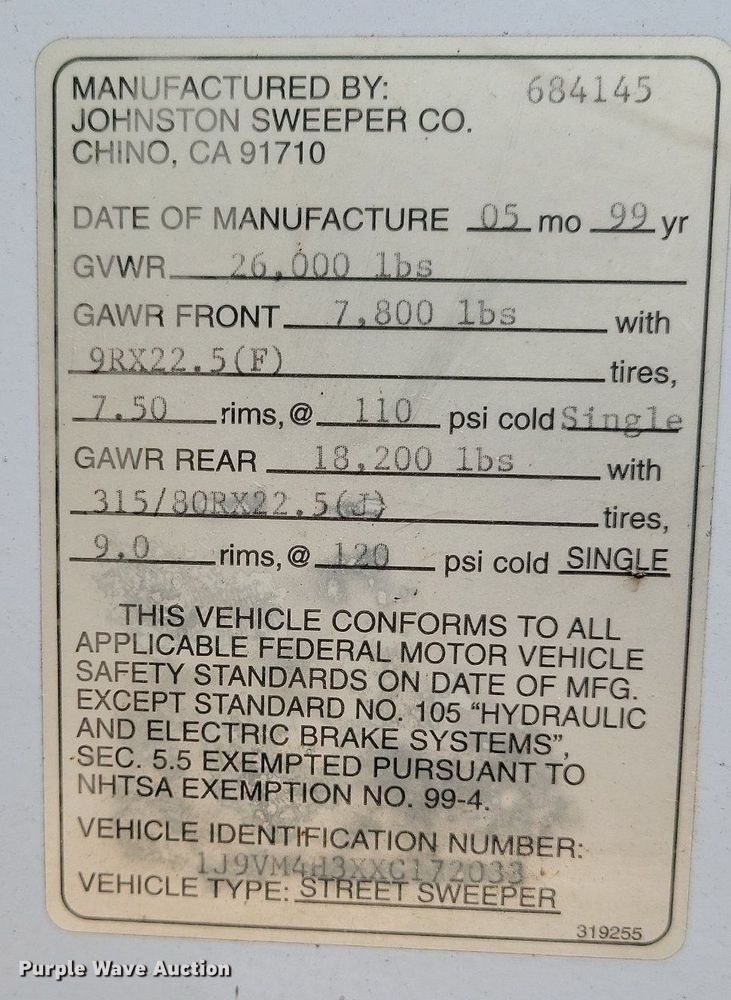 MANUFACTURED BY: 684145
JOHNSTON SWEEPER CO.
CHINO, CA 91710
DATE OF MANUFACTURE 05 mo 99 yr
GVWR 26,000 lbs
GAWR FRONT 7,800 lbs with
9RX22.5(F) tires,
7.50 rims, @ 110 psi cold Single
GAWR REAR 18,200 lbs with
315/80RX22.5(J) tires,
9.0 rims, @ 120 psi cold SINGLE
THIS VEHICLE CONFORMS TO ALL
APPLICABLE FEDERAL MOTOR VEHICLE
SAFETY STANDARDS ON DATE OF MFG.
EXCEPT STANDARD NO. 105 “HYDRAULIC
AND ELECTRIC BRAKE SYSTEMS”,
SEC. 5.5 EXEMPTED PURSUANT TO
NHTSA EXEMPTION NO. 99-4.
VEHICLE IDENTIFICATION NUMBER:
1J9VM4H3XXC172033
VEHICLE TYPE: STREET SWEEPER
319255
Purple Wave Auction